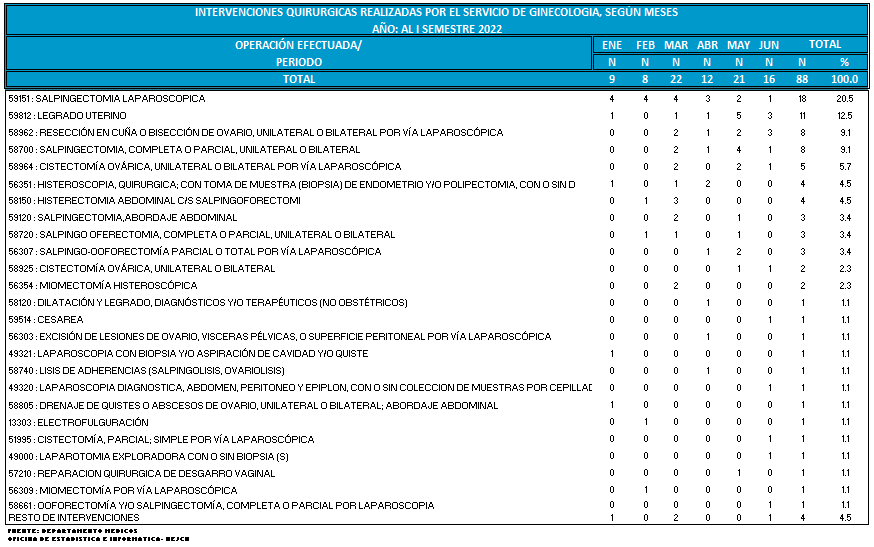 INTERVENCIONES QUIRURGICAS REALIZADAS POR EL SERVICIO DE GINECOLOGIA, SEGÚN MESES
AÑO: AL I SEMESTRE 2022
OPERACIÓN EFECTUADA/ ENE FEB MAR ABR MAY JUN TOTAL
PERIODO N N N N N N N %
TOTAL 9 8 22 12 21 16 88 100.0
59151 : SALPINGECTOMIA LAPAROSCOPICA 4 4 4 3 2 1 18 20.5
59812 : LEGRADO UTERINO 1 0 1 1 5 3 11 12.5
58962 : RESECCIÓN EN CUÑA O BISECCIÓN DE OVARIO, UNILATERAL O BILATERAL POR VÍA LAPAROSCÓPICA 0 0 2 1 2 3 8 9.1
58700 : SALPINGECTOMÍA, COMPLETA O PARCIAL, UNILATERAL O BILATERAL 0 0 2 1 4 1 8 9.1
58964 : CISTECTOMÍA OVÁRICA, UNILATERAL O BILATERAL POR VÍA LAPAROSCÓPICA 0 0 2 0 2 1 5 5.7
56351 : HISTEROSCOPIA, QUIRURGICA; CON TOMA DE MUESTRA (BIOPSIA) DE ENDOMETRIO Y/O POLIPECTOMIA, CON O SIN D 1 0 1 2 0 0 4 4.5
58150 : HISTERECTOMIA ABDOMINAL C/S SALPINGOFORECTOMI 0 1 3 0 0 0 4 4.5
59120 : SALPINGECTOMIA,ABORDAJE ABDOMINAL 0 0 2 0 1 0 3 3.4
58720 : SALPINGO OFERECTOMIA, COMPLETA O PARCIAL, UNILATERAL O BILATERAL 0 1 1 0 1 0 3 3.4
56307 : SALPINGO-OOFORECTOMÍA PARCIAL O TOTAL POR VÍA LAPAROSCÓPICA 0 0 0 1 2 0 3 3.4
58925 : CISTECTOMÍA OVÁRICA, UNILATERAL O BILATERAL 0 0 0 0 1 1 2 2.3
56354 : MIOMECTOMÍA HISTEROSCÓPICA 0 0 2 0 0 0 2 2.3
58120 : DILATACIÓN Y LEGRADO, DIAGNÓSTICOS Y/O TERAPÉUTICOS (NO OBSTÉTRICOS) 0 0 0 1 0 0 1 1.1
59514 : CESAREA 0 0 0 0 0 1 1 1.1
56303 : EXCISIÓN DE LESIONES DE OVARIO, VISCERAS PÉLVICAS, O SUPERFICIE PERITONEAL POR VÍA LAPAROSCÓPICA 0 0 0 1 0 0 1 1.1
49321 : LAPAROSCOPIA CON BIOPSIA Y/O ASPIRACIÓN DE CAVIDAD Y/O QUISTE 1 0 0 0 0 0 1 1.1
58740 : LISIS DE ADHERENCIAS (SALPINGOLISIS, OVARIOLISIS) 0 0 0 1 0 0 1 1.1
49320 : LAPAROSCOPIA DIAGNOSTICA, ABDOMEN, PERITONEO Y EPIPLON, CON O SIN COLECCION DE MUESTRAS POR CEPILLAD 0 0 0 0 0 1 1 1.1
58805 : DRENAJE DE QUISTES O ABSCESOS DE OVARIO, UNILATERAL O BILATERAL; ABORDAJE ABDOMINAL 1 0 0 0 0 0 1 1.1
13303 : ELECTROFULGURACIÓN 0 1 0 0 0 0 1 1.1
51995 : CISTECTOMÍA, PARCIAL; SIMPLE POR VÍA LAPAROSCÓPICA 0 0 0 0 0 1 1 1.1
49000 : LAPAROTOMIA EXPLORADORA CON O SIN BIOPSIA (S) 0 0 0 0 0 1 1 1.1
57210 : REPARACION QUIRURGICA DE DESGARRO VAGINAL 0 0 0 0 1 0 1 1.1
56309 : MIOMECTOMÍA POR VÍA LAPAROSCÓPICA 0 1 0 0 0 0 1 1.1
58661 : OOFORECTOMÍA Y/O SALPINGECTOMÍA, COMPLETA O PARCIAL POR LAPAROSCOPIA 0 0 0 0 0 1 1 1.1
RESTO DE INTERVENCIONES 1 0 2 0 0 1 4 4.5
FUENTE: DEPARTAMENTO MEDICOS
OFICINA DE ESTADISTICA E INFORMATICA- HEJCU